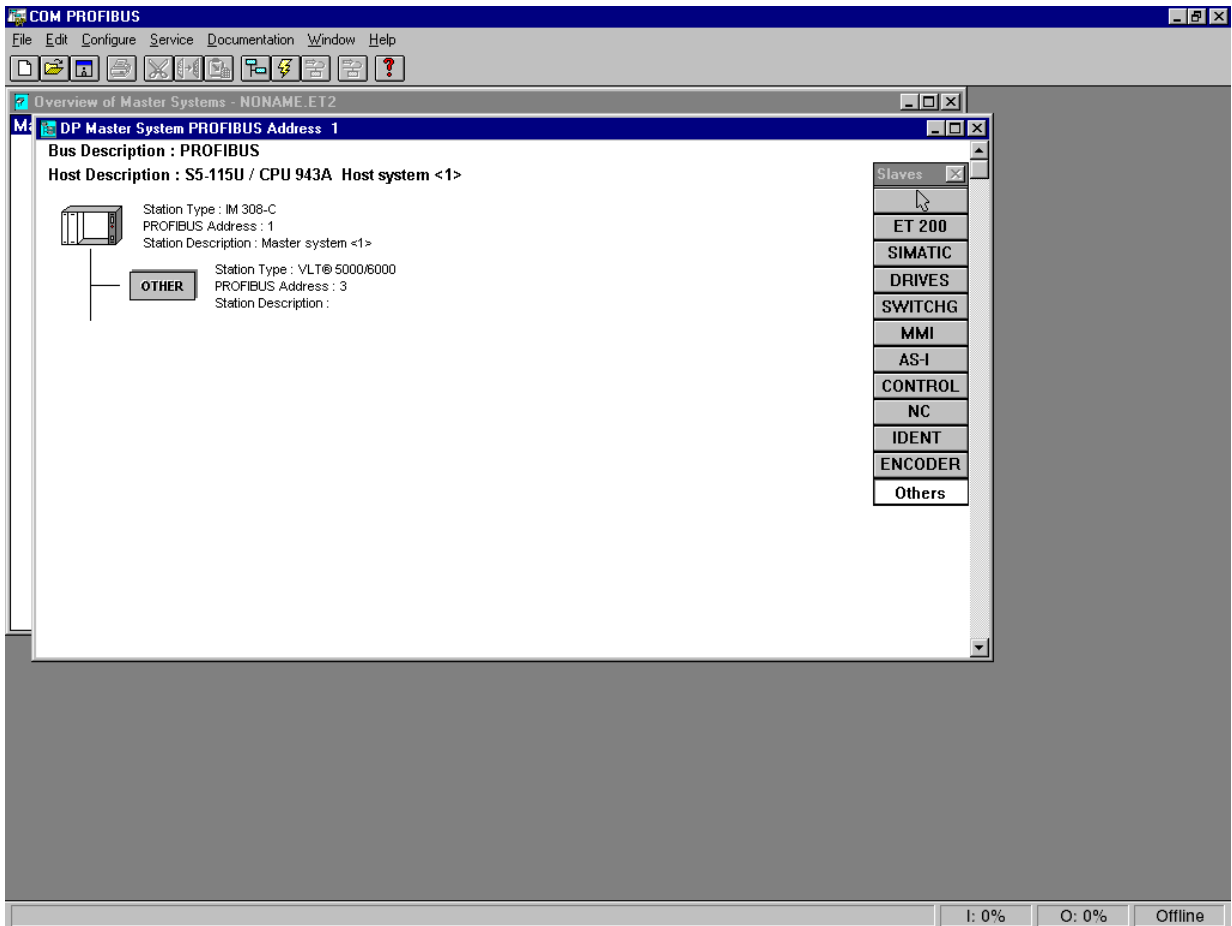 COM PROFIBUS
File Edit Configure Service Documentation Window Help
Overview of Master Systems - NONAME.ET2
DP Master System PROFIBUS Address 1
Bus Description : PROFIBUS
Host Description : S5-115U / CPU 943A Host system <1>
Station Type : IM 308-C
PROFIBUS Address : 1
Station Description : Master system <1>
OTHER
Station Type : VLT® 5000/6000
PROFIBUS Address : 3
Station Description :
Slaves
ET 200
SIMATIC
DRIVES
SWITCHG
MMI
AS-I
CONTROL
NC
IDENT
ENCODER
Others
I: 0% O: 0% Offline